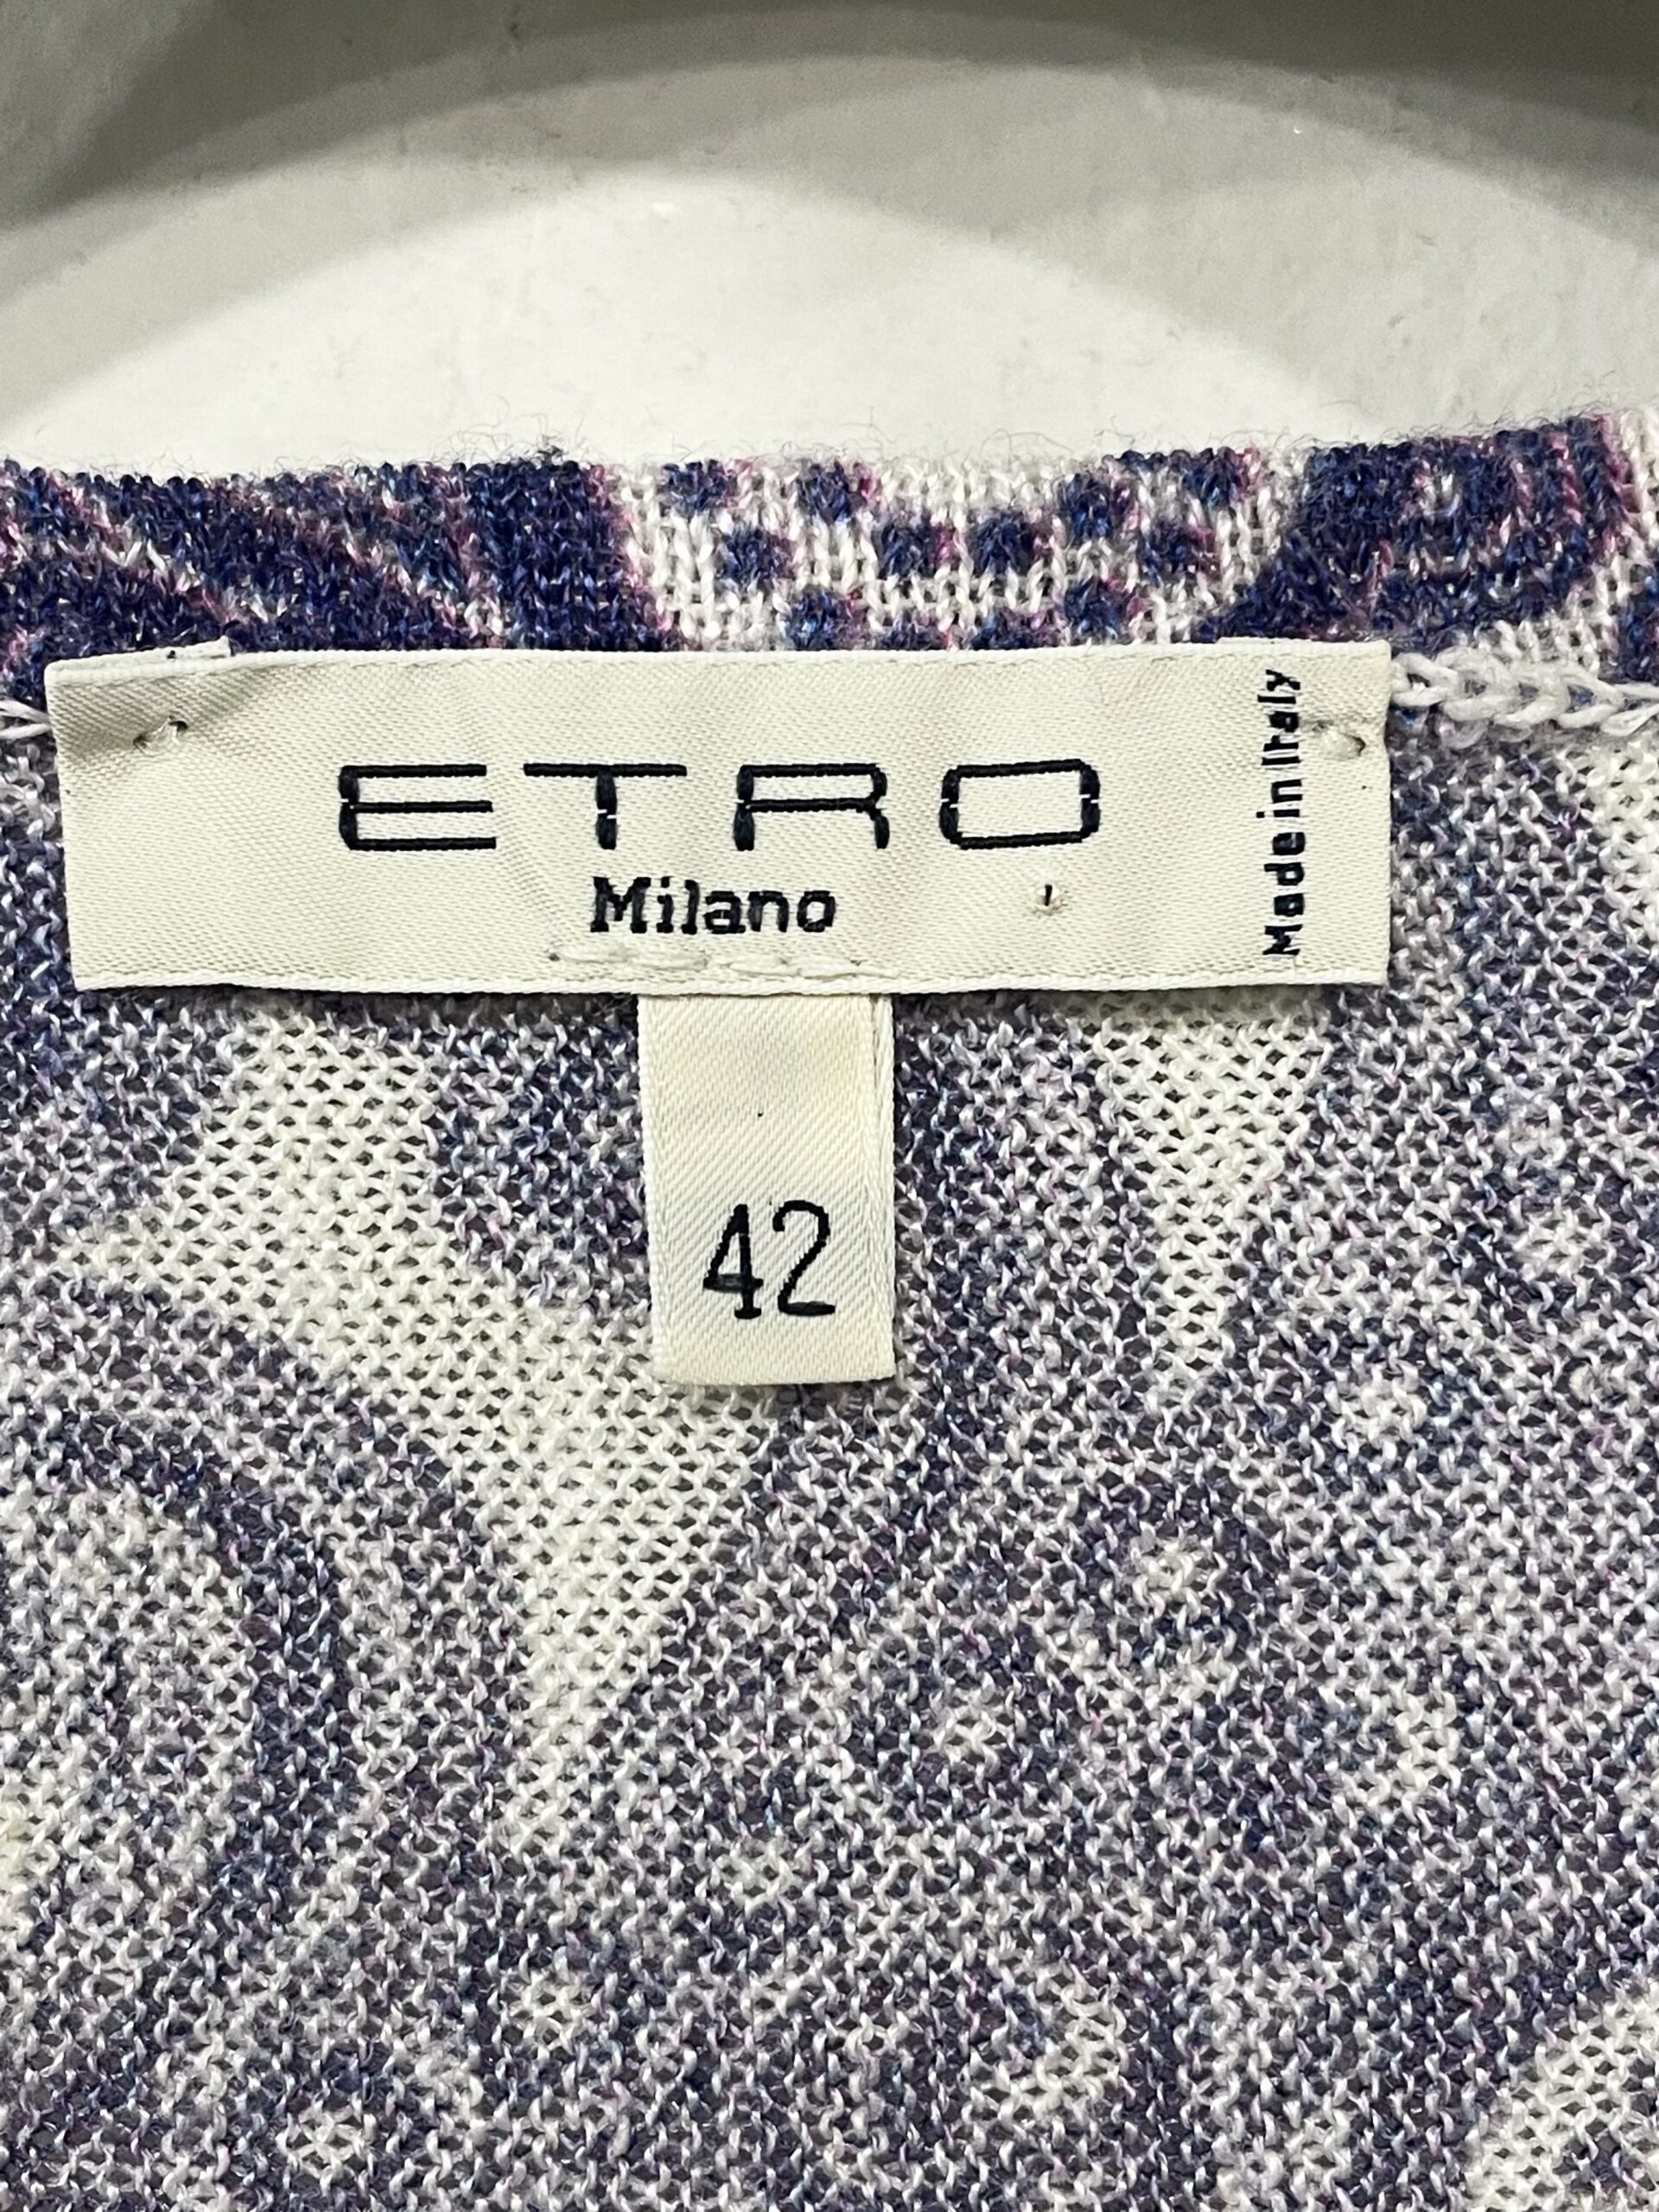 ETRO
Milano
Made in Italy
42